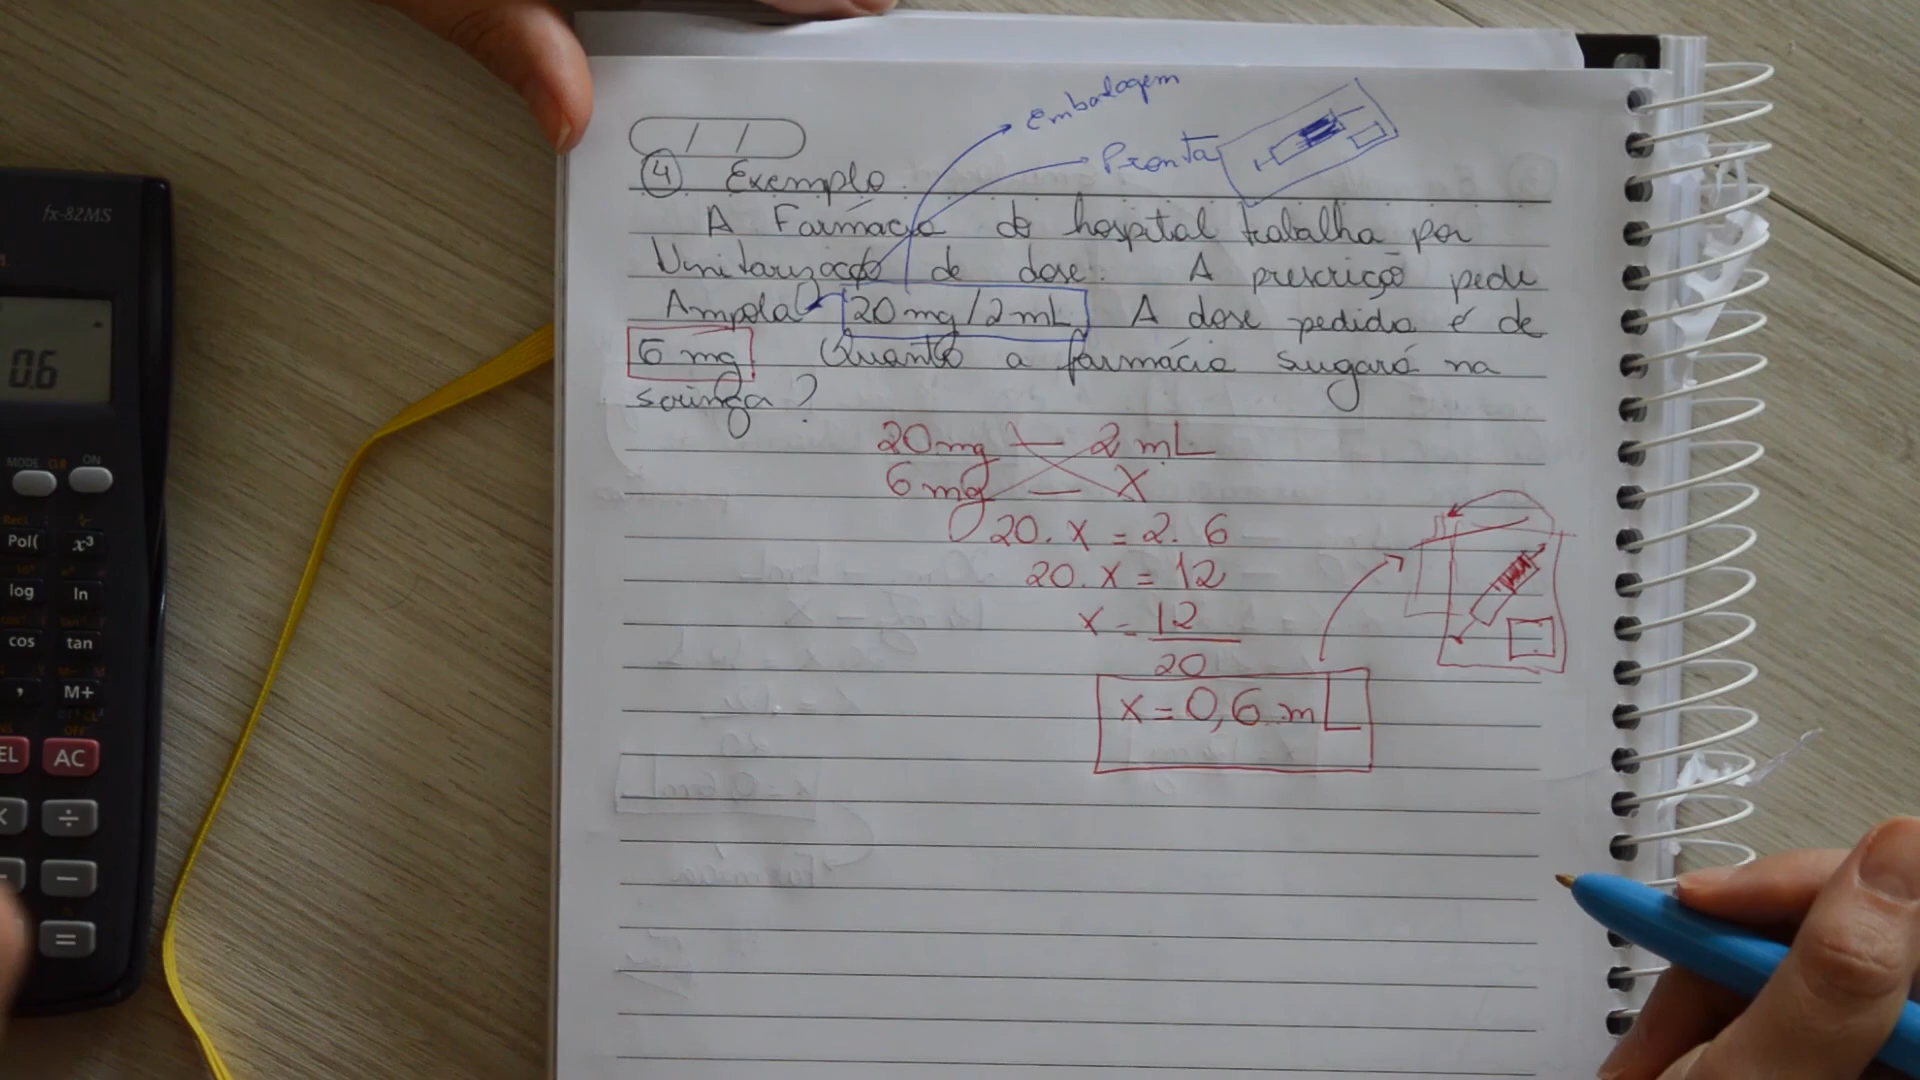 Embalagem
Pronta
4 Exemplo.
A Farmácia do hospital trabalha por
Unitarização de dose. A prescrição pede
Ampola 20 mg/2 mL. A dose pedida é de
6 mg. Quanto a farmácia sugará na
seringa?
20mg — 2 mL
6 mg — X
20. x = 2. 6
20. x = 12
x = 12
20
x = 0,6 mL
fx-82MS
0.6
MODE CLR ON
Pol( x³
log ln
cos tan
, M+
EL AC
÷
−
=